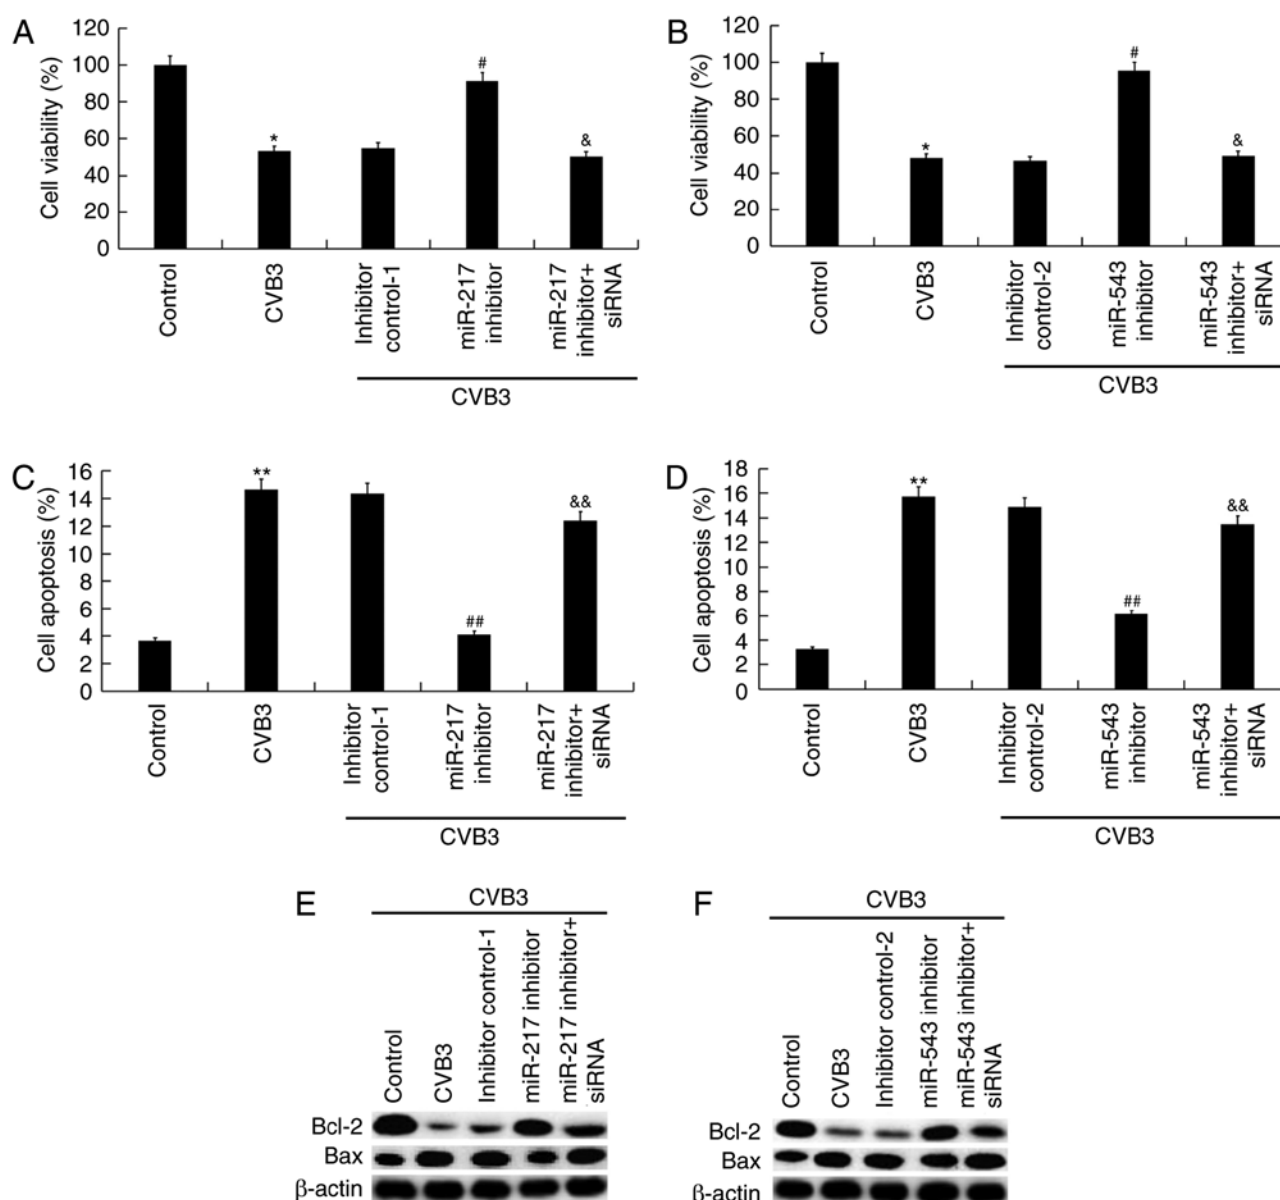 A
Cell viability (%)
120
100
80
60
40
20
0
*
#
&
Control
CVB3
Inhibitor
control-1
miR-217
inhibitor
miR-217
inhibitor+
siRNA
CVB3
B
Cell viability (%)
120
100
80
60
40
20
0
*
#
&
Control
CVB3
Inhibitor
control-2
miR-543
inhibitor
miR-543
inhibitor+
siRNA
CVB3
C
Cell apoptosis (%)
16
14
12
10
8
6
4
2
0
**
##
&&
Control
CVB3
Inhibitor
control-1
miR-217
inhibitor
miR-217
inhibitor+
siRNA
CVB3
D
Cell apoptosis (%)
18
16
14
12
10
8
6
4
2
0
**
##
&&
Control
CVB3
Inhibitor
control-2
miR-543
inhibitor
miR-543
inhibitor+
siRNA
CVB3
E
CVB3
Control
CVB3
Inhibitor control-1
miR-217 inhibitor
miR-217 inhibitor+
siRNA
Bcl-2
Bax
β-actin
F
CVB3
Control
CVB3
Inhibitor control-2
miR-543 inhibitor
miR-543 inhibitor+
siRNA
Bcl-2
Bax
β-actin